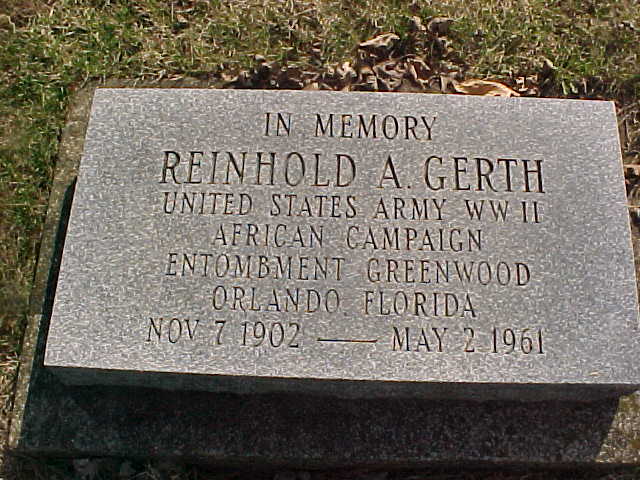 IN MEMORY
REINHOLD A. GERTH
UNITED STATES ARMY WW II
AFRICAN CAMPAIGN
ENTOMBMENT GREENWOOD
ORLANDO FLORIDA
NOV 7 1902 — MAY 2 1961